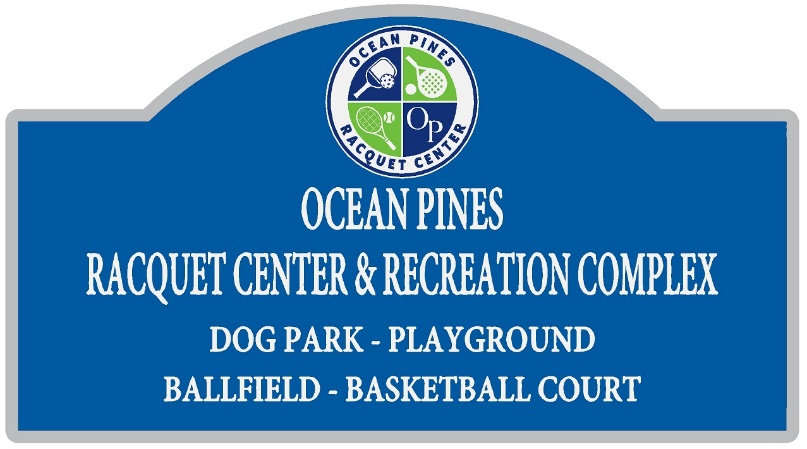 OCEAN PINES
OP
RACQUET CENTER
OCEAN PINES
RACQUET CENTER & RECREATION COMPLEX
DOG PARK - PLAYGROUND
BALLFIELD - BASKETBALL COURT